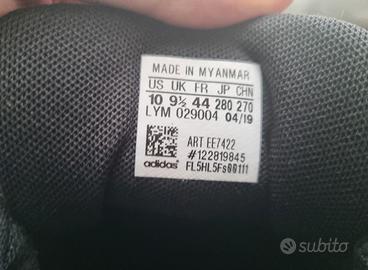 MADE IN MYANMAR
US UK FR JP CHN
10 9½ 44 280 270
LYM 029004 04/19
ART EE7422
#122819845
adidas FL5HL5Fs00111
subito